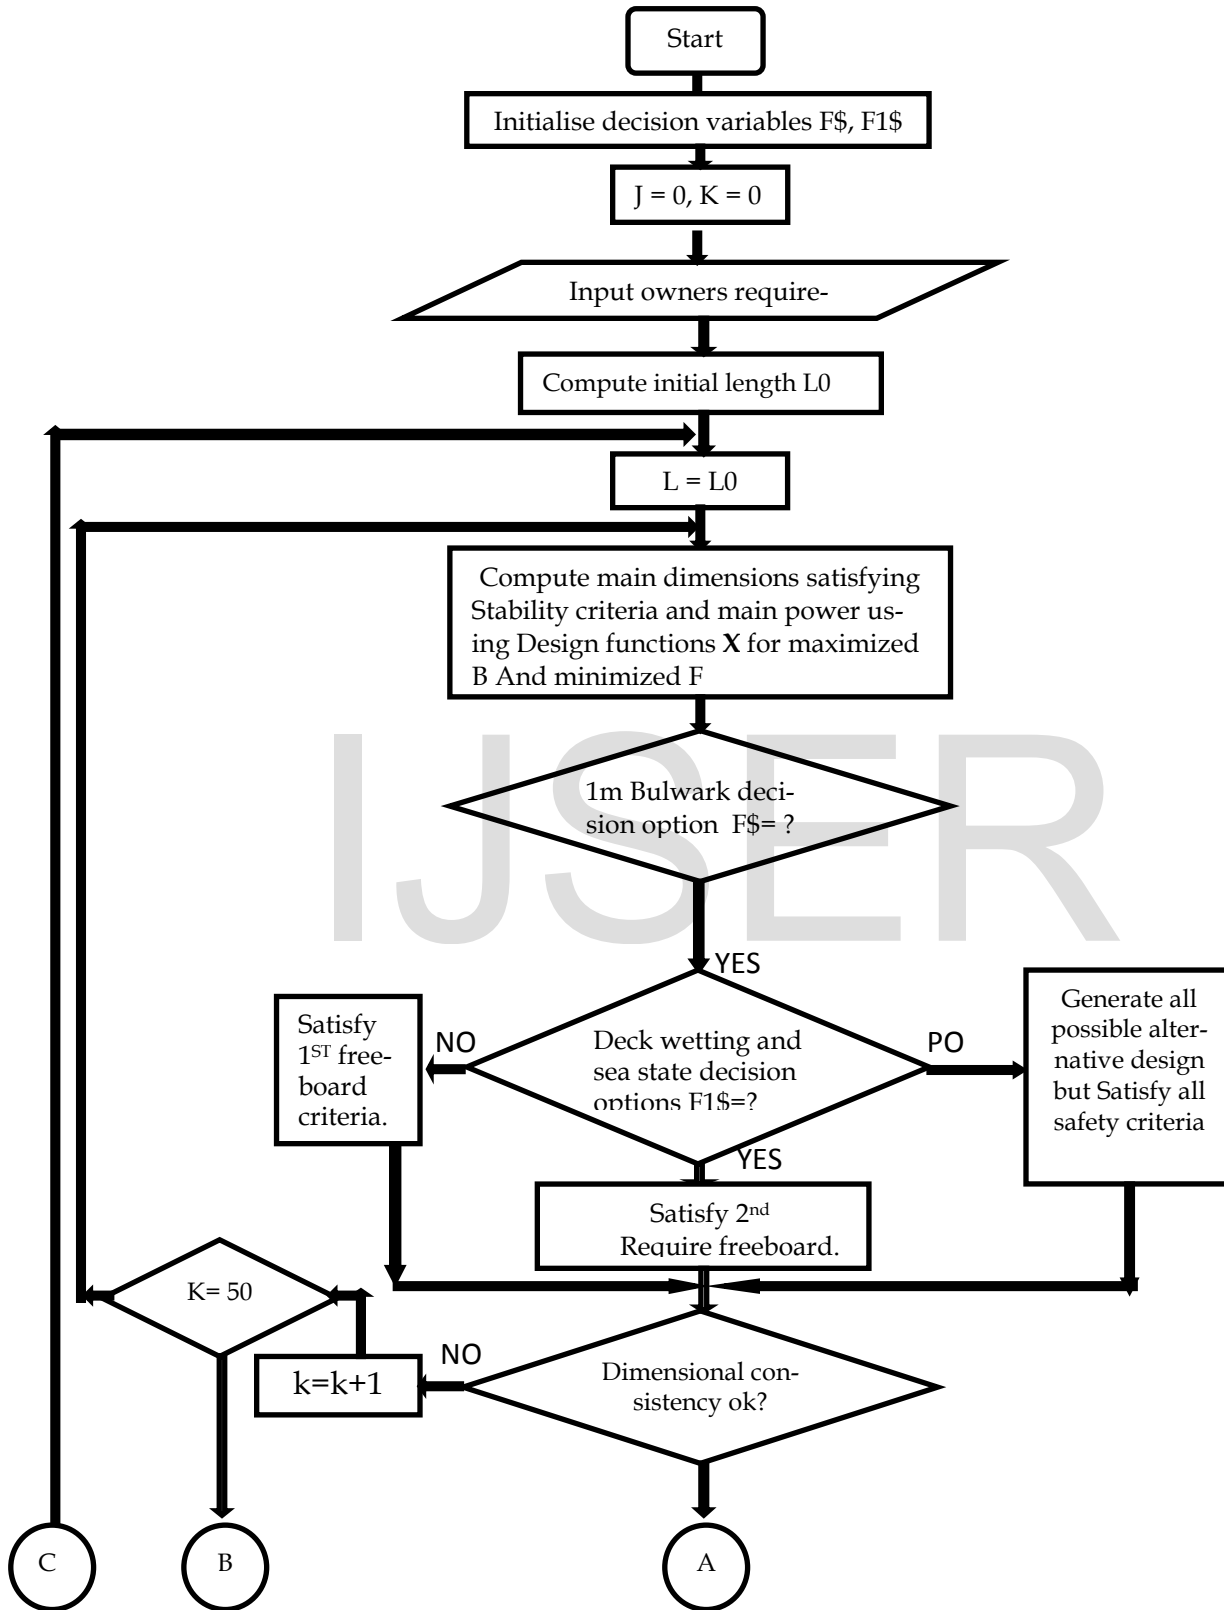 Start
Initialise decision variables F$, F1$
J = 0, K = 0
Input owners require-
Compute initial length L0
L = L0
Compute main dimensions satisfying
Stability criteria and main power us-
ing Design functions X for maximized
B And minimized F
IJSER
1m Bulwark deci-
sion option F$= ?
YES
Satisfy
1ST free-
board
criteria.
NO
Deck wetting and
sea state decision
options F1$=?
PO
Generate all
possible alter-
native design
but Satisfy all
safety criteria
YES
Satisfy 2nd
Require freeboard.
K= 50
NO
k=k+1
Dimensional con-
sistency ok?
C
B
A